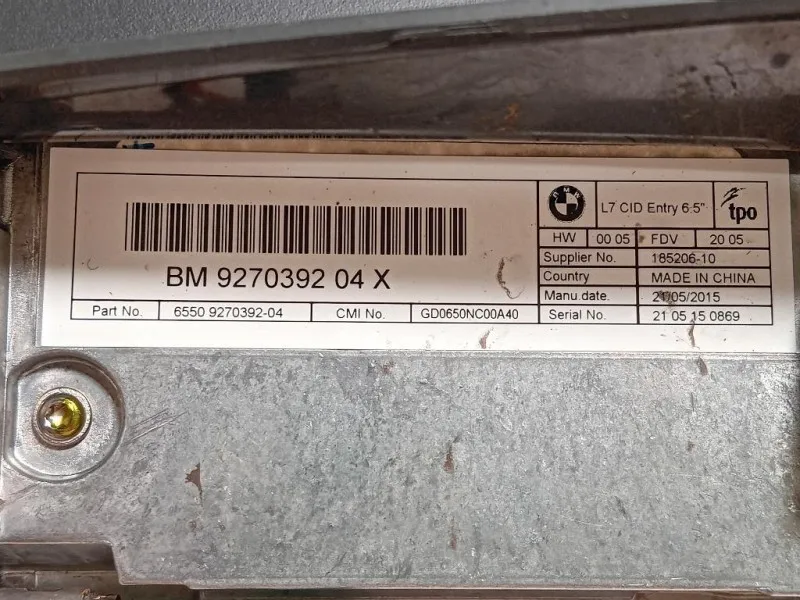 BMW
L7 CID Entry 6.5"
tpo
BM 9270392 04 X
HW 00 05 FDV 20 05
Supplier No. 185206-10
Country MADE IN CHINA
Manu.date. 21/05/2015
Part No. 6550 9270392-04 CMI No. GD0650NC00A40 Serial No. 21 05 15 0869